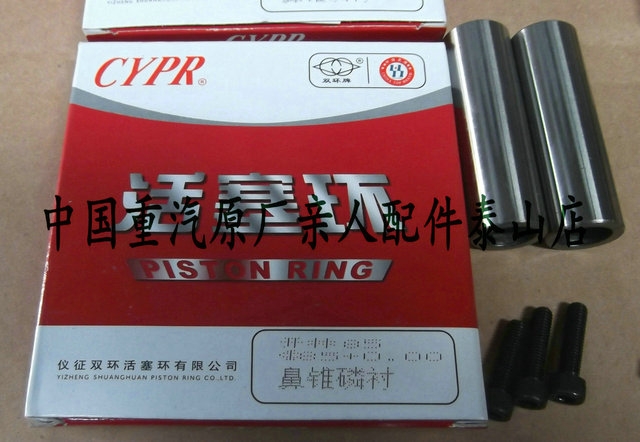 CYPR®
双环牌
活塞环
中国重汽原厂亲人配件泰山店
PISTON RING
仪征双环活塞环有限公司
YIZHENG SHUANGHUAN PISTON RING CO.,LTD.
鼻锥磷衬